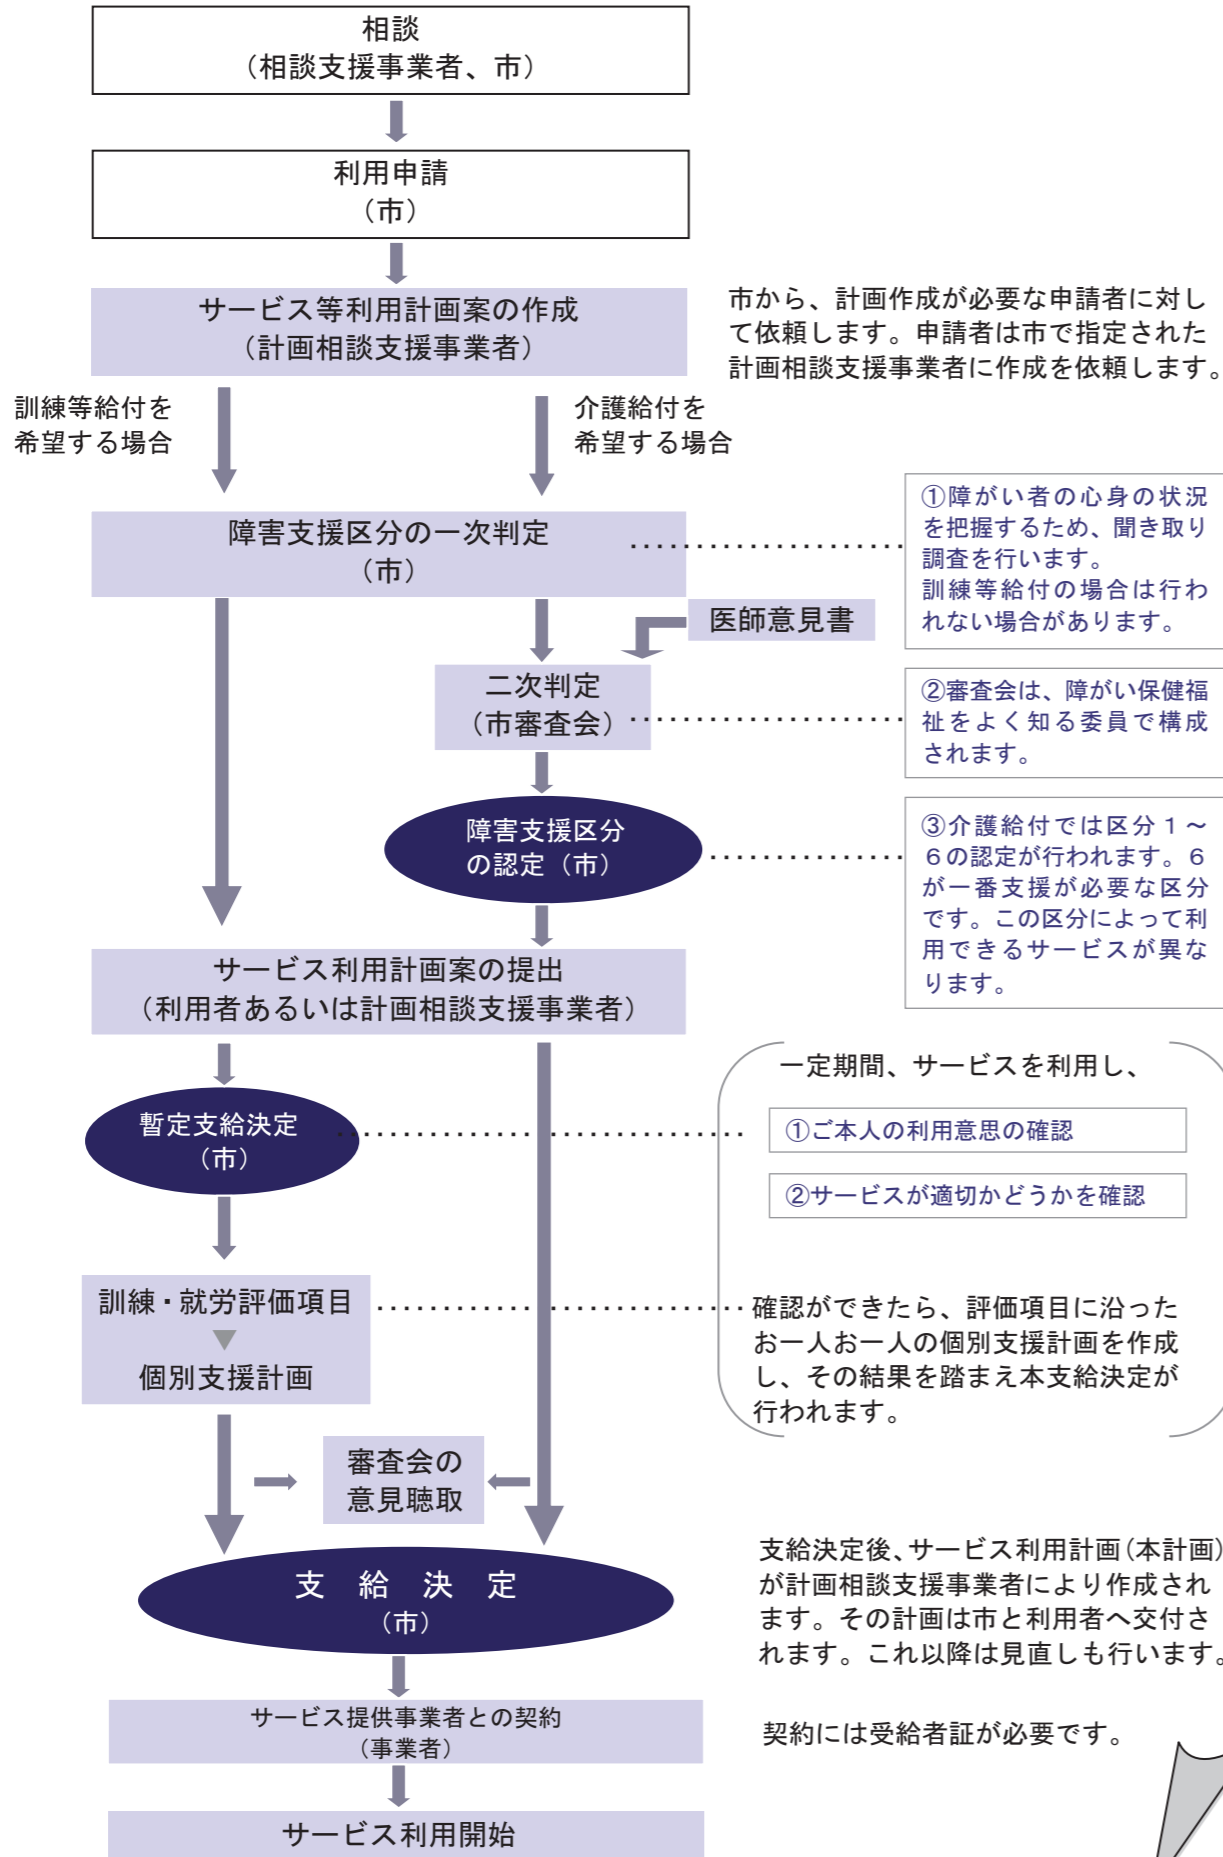 相談
（相談支援事業者、市）
利用申請
（市）
サービス等利用計画案の作成
（計画相談支援事業者）
市から、計画作成が必要な申請者に対し
て依頼します。申請者は市で指定された
計画相談支援事業者に作成を依頼します。
訓練等給付を
希望する場合
介護給付を
希望する場合
障害支援区分の一次判定
（市）
①障がい者の心身の状況
を把握するため、聞き取り
調査を行います。
訓練等給付の場合は行わ
れない場合があります。
医師意見書
二次判定
（市審査会）
②審査会は、障がい保健福
祉をよく知る委員で構成
されます。
障害支援区分
の認定（市）
③介護給付では区分１～
６の認定が行われます。６
が一番支援が必要な区分
です。この区分によって利
用できるサービスが異な
ります。
サービス利用計画案の提出
（利用者あるいは計画相談支援事業者）
一定期間、サービスを利用し、
暫定支給決定
（市）
①ご本人の利用意思の確認
②サービスが適切かどうかを確認
訓練・就労評価項目
個別支援計画
確認ができたら、評価項目に沿った
お一人お一人の個別支援計画を作成
し、その結果を踏まえ本支給決定が
行われます。
審査会の
意見聴取
支給決定
（市）
支給決定後、サービス利用計画（本計画）
が計画相談支援事業者により作成され
ます。その計画は市と利用者へ交付さ
れます。これ以降は見直しも行います。
サービス提供事業者との契約
（事業者）
契約には受給者証が必要です。
サービス利用開始